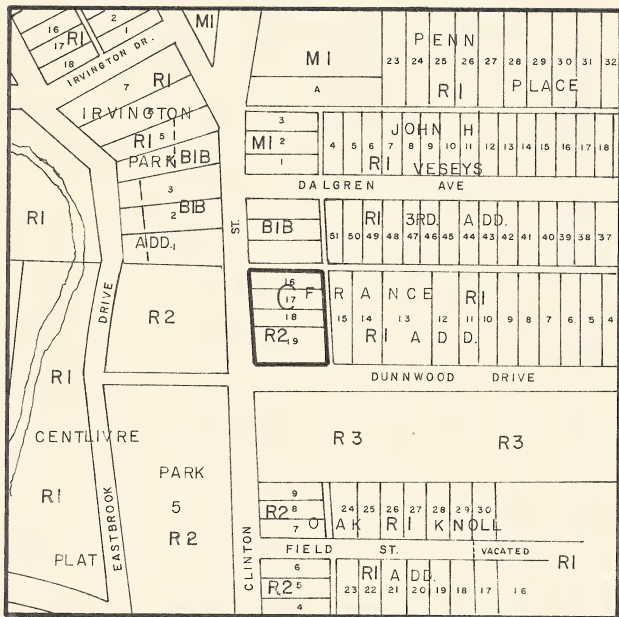 16 2 1 MI
17 RI
18
IRVINGTON DR.
MI
A
PENN
23 24 25 26 27 28 29 30 31 32
RI PLACE
7 RI
IRVINGTON
6
RI 5
PARK 4 BIB
3
2 BIB
ADD. 1
3
MI 2
1
JOHN H
4 5 6 7 8 9 10 11 12 13 14 15 16 17 18
RI VESEYS
DALGREN AVE
RI
ST.
BIB
RI 3RD. ADD.
51 50 49 48 47 46 45 44 43 42 41 40 39 38 37
DRIVE
R2
16
C FRANCE RI
17
18
R2 19
15 14 13 12 11 10 9 8 7 6 5 4
RI ADD.
DUNNWOOD DRIVE
RI
CENTLIVRE
PARK
R3 R3
RI
5
R2
PLAT
EASTBROOK
CLINTON
9
R2 8
7
24 25 26 27 28 29 30
OAK RI KNOLL
FIELD ST. VACATED
RI
6
R2 5
4
RI ADD.
23 22 21 20 19 18 17 16